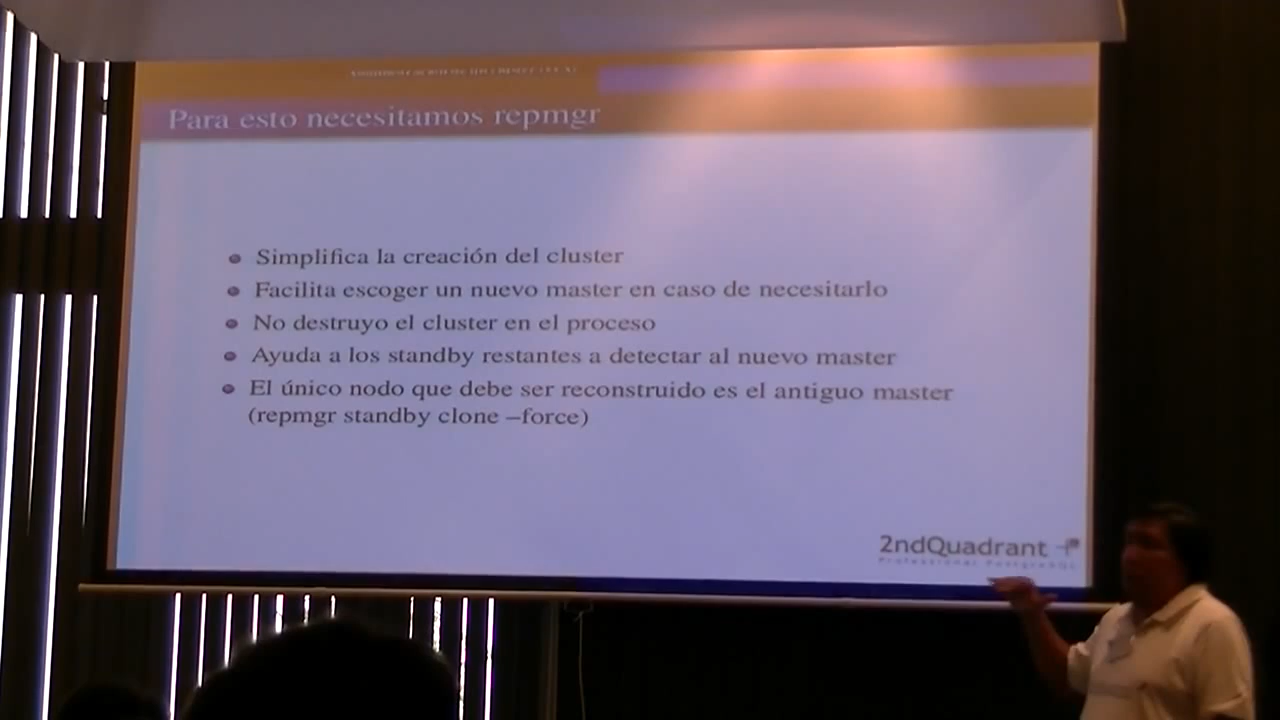 Para esto necesitamos repmgr
Simplifica la creación del cluster
Facilita escoger un nuevo master en caso de necesitarlo
No destruyo el cluster en el proceso
Ayuda a los standby restantes a detectar al nuevo master
El único nodo que debe ser reconstruido es el antiguo master
(repmgr standby clone –force)
2ndQuadrant
Professional PostgreSQL